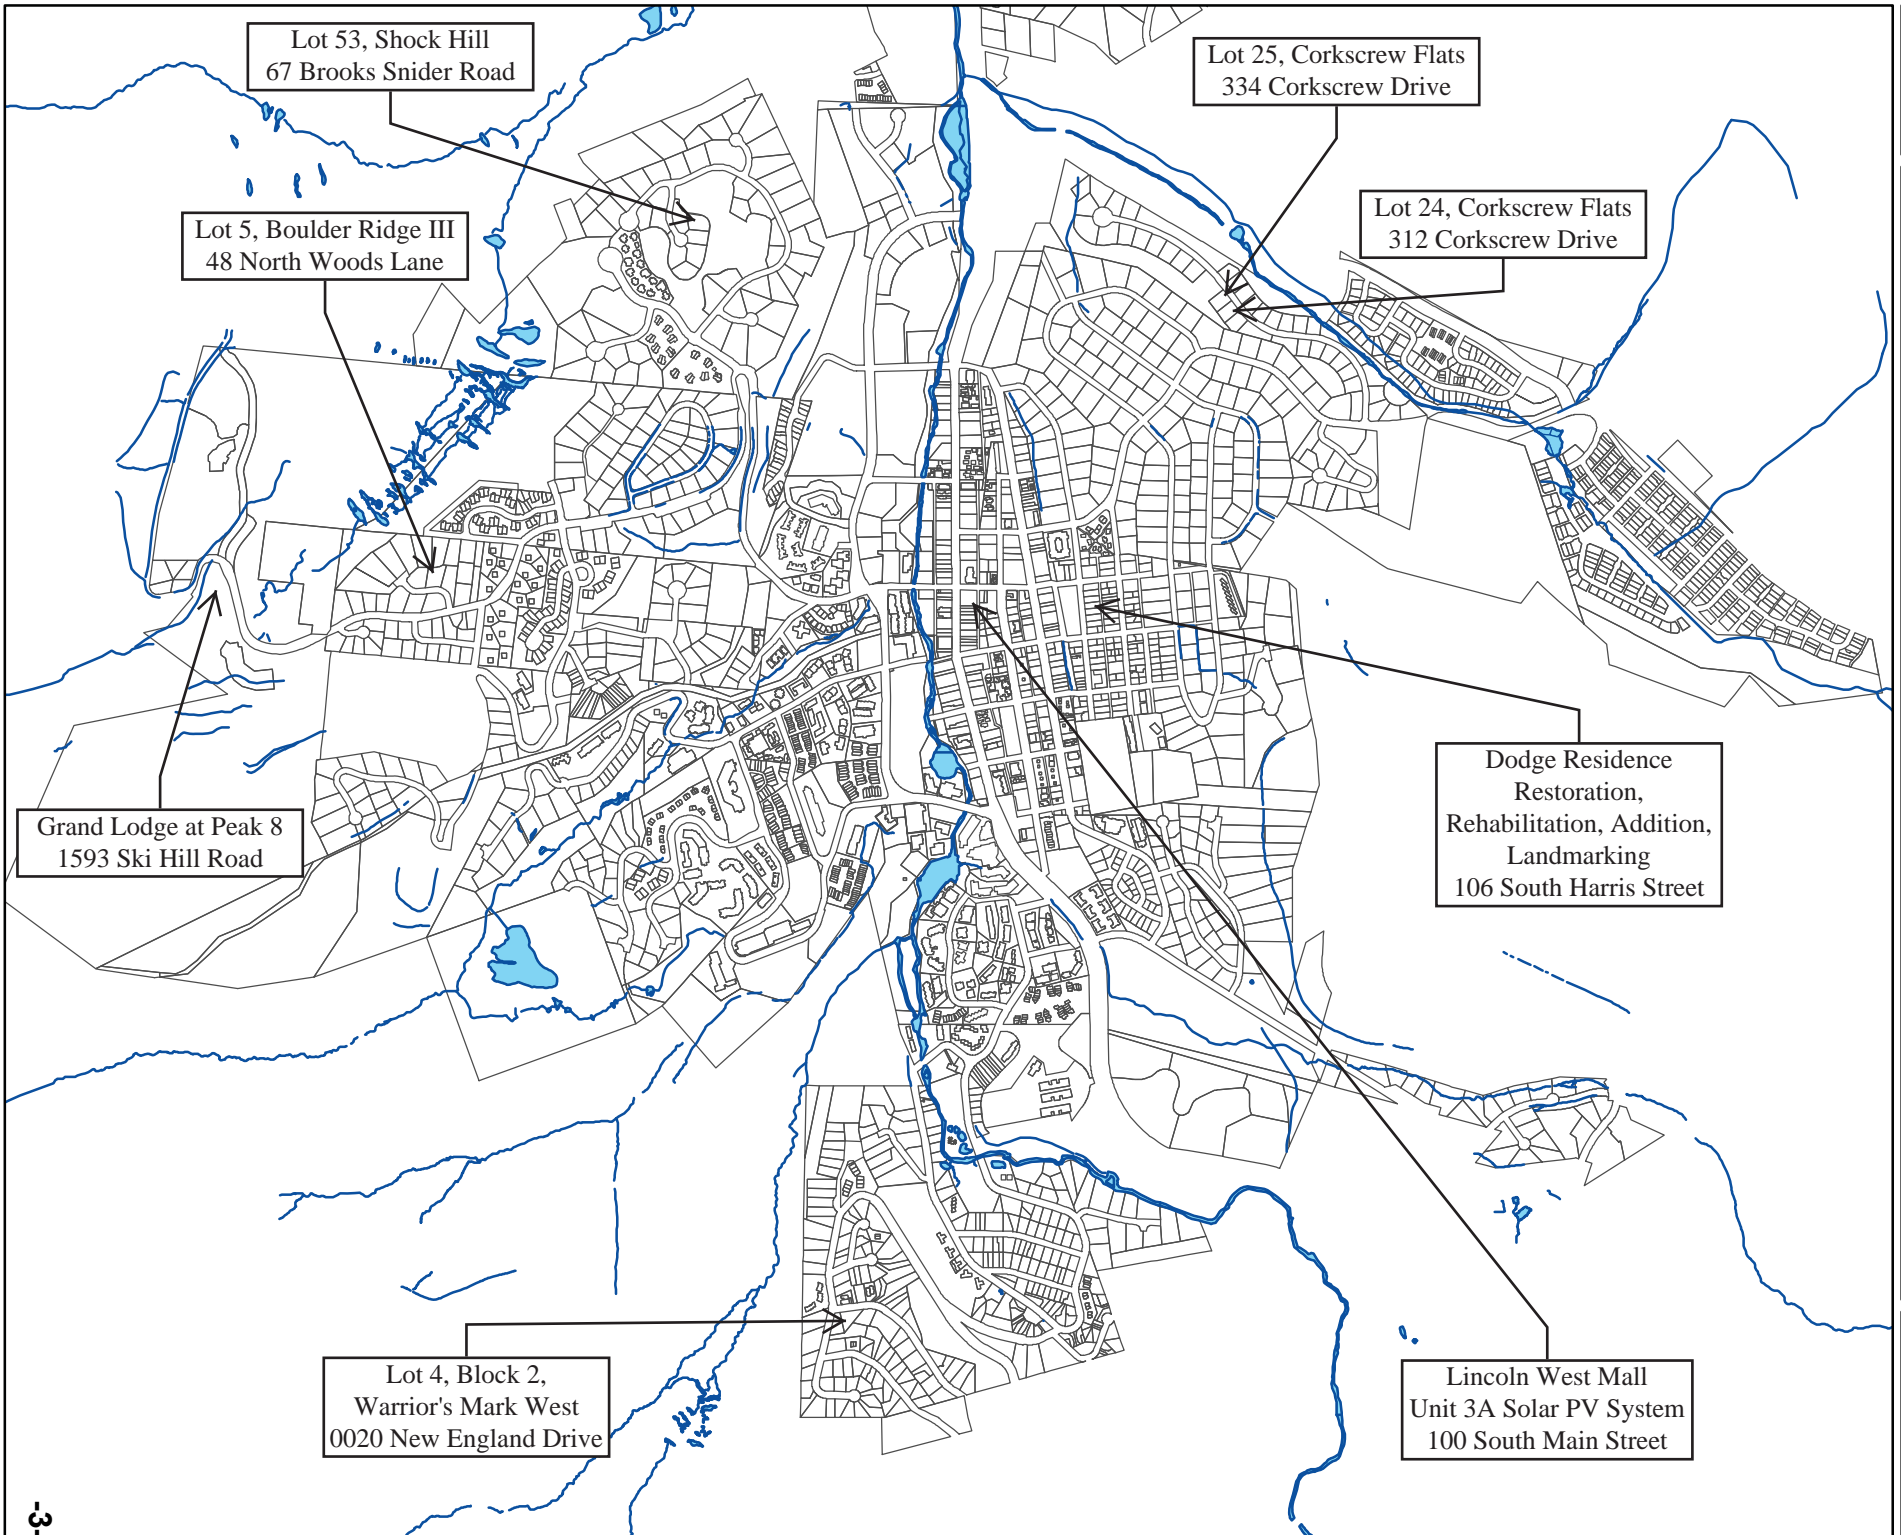 Lot 53, Shock Hill
67 Brooks Snider Road
Lot 25, Corkscrew Flats
334 Corkscrew Drive
Lot 5, Boulder Ridge III
48 North Woods Lane
Lot 24, Corkscrew Flats
312 Corkscrew Drive
Grand Lodge at Peak 8
1593 Ski Hill Road
Dodge Residence
Restoration,
Rehabilitation, Addition,
Landmarking
106 South Harris Street
Lot 4, Block 2,
Warrior's Mark West
0020 New England Drive
Lincoln West Mall
Unit 3A Solar PV System
100 South Main Street
-3-